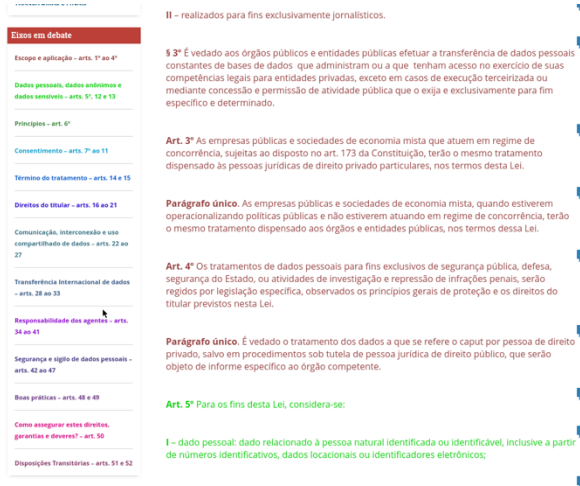 Eixos em debate
Escopo e aplicação – arts. 1º ao 4º
Dados pessoais, dados anônimos e
dados sensíveis – arts. 5º, 12 e 13
Princípios – art. 6º
Consentimento – arts. 7º ao 11
Término do tratamento – arts. 14 e 15
Direitos do titular – arts. 16 ao 21
Comunicação, interconexão e uso
compartilhado de dados – arts. 22 ao
27
Transferência Internacional de dados
– arts. 28 ao 33
Responsabilidade dos agentes – arts.
34 ao 41
Segurança e sigilo de dados pessoais –
arts. 42 ao 47
Boas práticas – arts. 48 e 49
Como assegurar estes direitos,
garantias e deveres? – art. 50
Disposições Transitórias – arts. 51 e 52
II – realizados para fins exclusivamente jornalísticos.
§ 3º É vedado aos órgãos públicos e entidades públicas efetuar a transferência de dados pessoais
constantes de bases de dados que administram ou a que tenham acesso no exercício de suas
competências legais para entidades privadas, exceto em casos de execução terceirizada ou
mediante concessão e permissão de atividade pública que o exija e exclusivamente para fim
específico e determinado.
Art. 3º As empresas públicas e sociedades de economia mista que atuem em regime de
concorrência, sujeitas ao disposto no art. 173 da Constituição, terão o mesmo tratamento
dispensado às pessoas jurídicas de direito privado particulares, nos termos desta Lei.
Parágrafo único. As empresas públicas e sociedades de economia mista, quando estiverem
operacionalizando políticas públicas e não estiverem atuando em regime de concorrência, terão
o mesmo tratamento dispensado aos órgãos e entidades públicas, nos termos dessa Lei.
Art. 4º Os tratamentos de dados pessoais para fins exclusivos de segurança pública, defesa,
segurança do Estado, ou atividades de investigação e repressão de infrações penais, serão
regidos por legislação específica, observados os princípios gerais de proteção e os direitos do
titular previstos nesta Lei.
Parágrafo único. É vedado o tratamento dos dados a que se refere o caput por pessoa de direito
privado, salvo em procedimentos sob tutela de pessoa jurídica de direito público, que serão
objeto de informe específico ao órgão competente.
Art. 5º Para os fins desta Lei, considera-se:
I – dado pessoal: dado relacionado à pessoa natural identificada ou identificável, inclusive a partir
de números identificativos, dados locacionais ou identificadores eletrônicos;